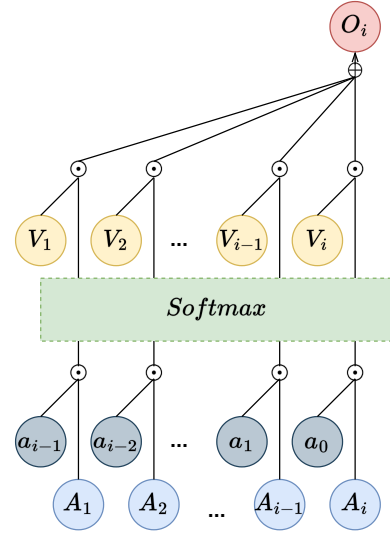 O_i
V_1 V_2 ... V_{i-1} V_i
Softmax
a_{i-1} a_{i-2} ... a_1 a_0
A_1 A_2 ... A_{i-1} A_i